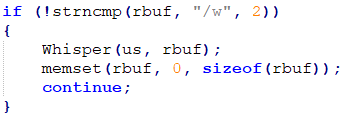 if (!strncmp(rbuf, "/w", 2))
{
Whisper(us, rbuf);
memset(rbuf, 0, sizeof(rbuf));
continue;
}